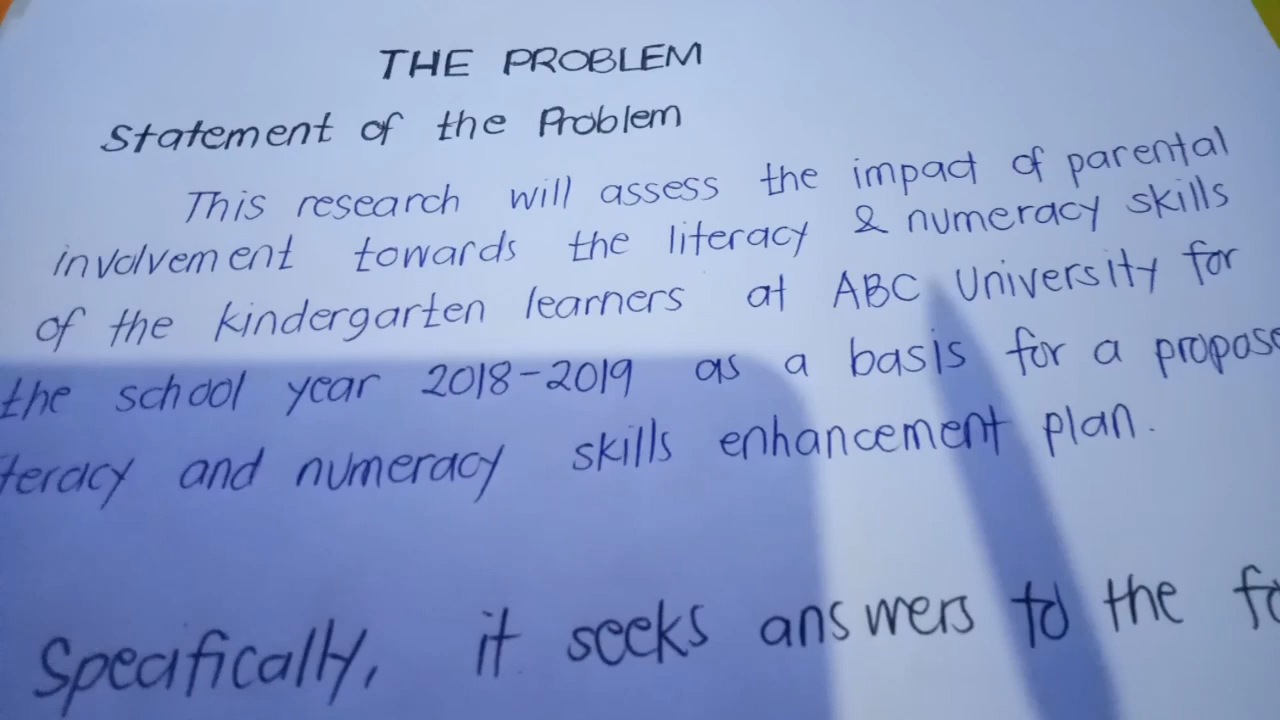 THE PROBLEM
Statement of the Problem
This research will assess the impact of parental
involvement towards the literacy & numeracy skills
of the kindergarten learners at ABC University for
the school year 2018-2019 as a basis for a propose
teracy and numeracy skills enhancement plan.
Specifically, it seeks answers to the fo